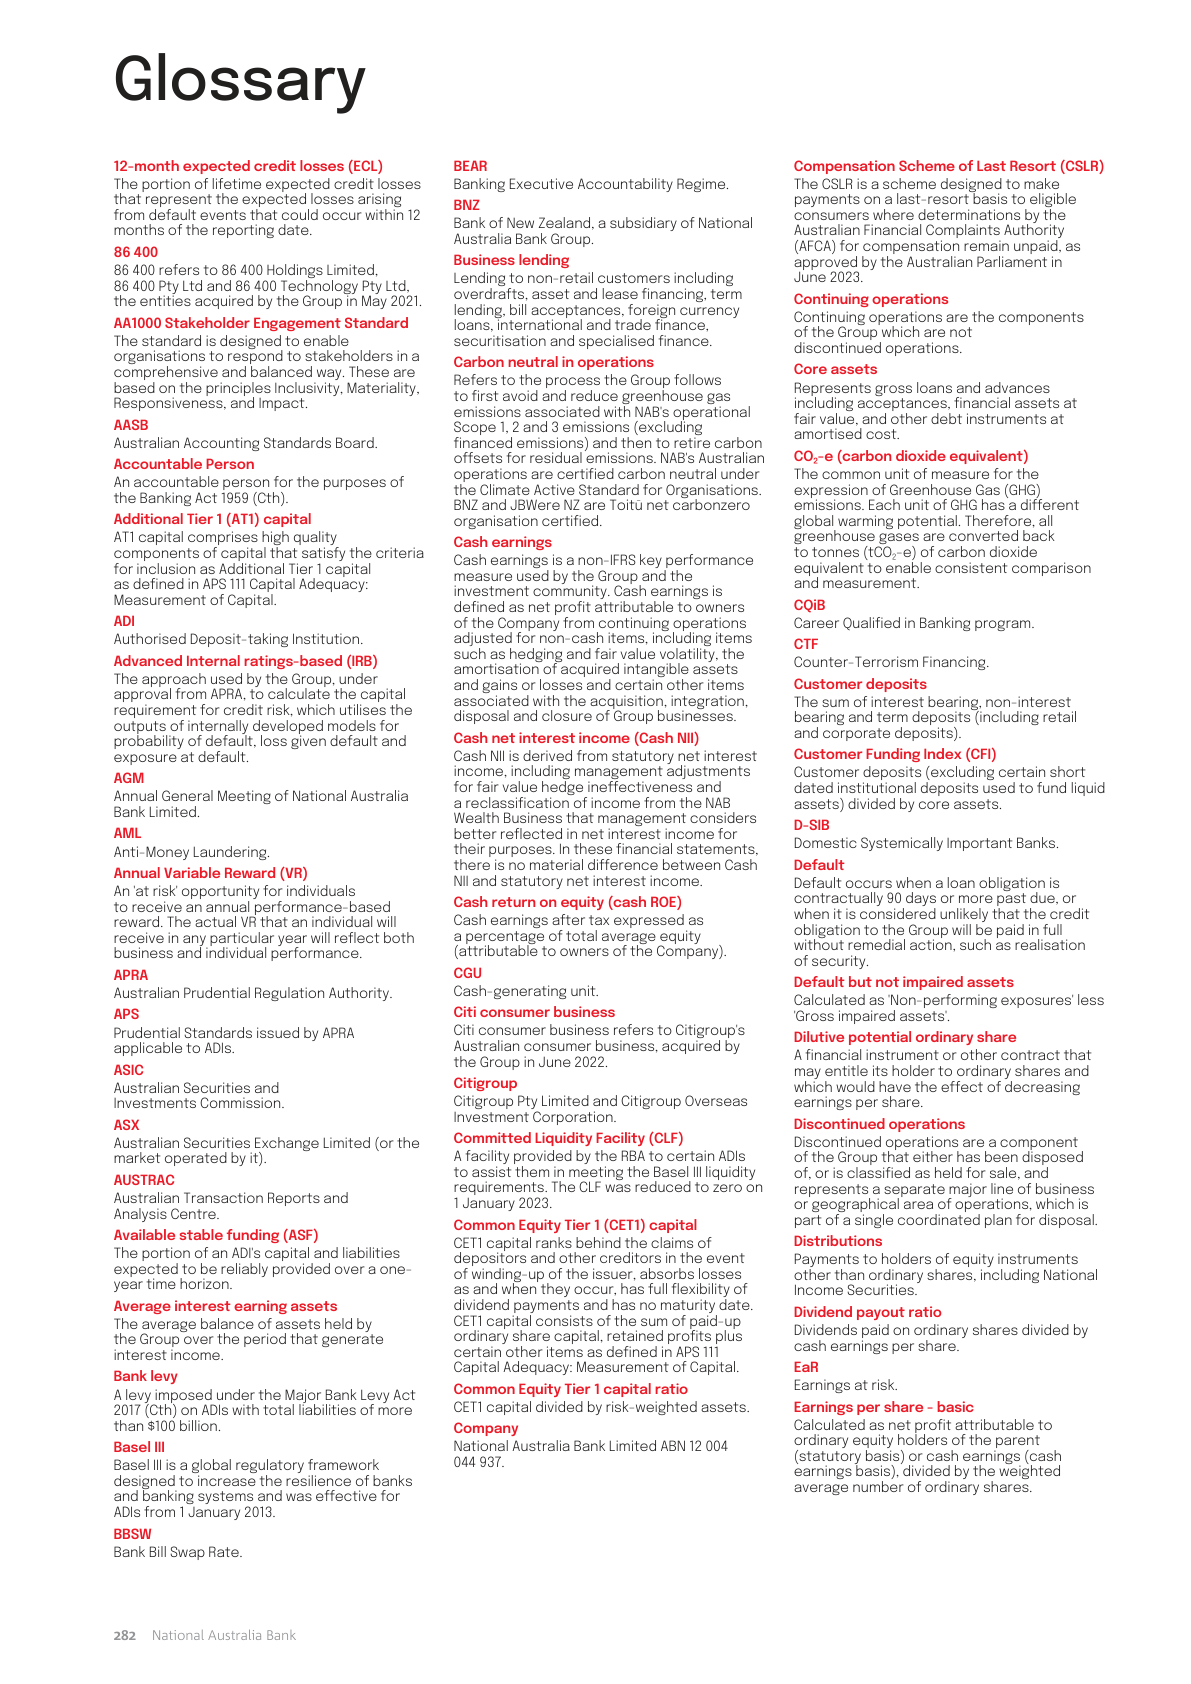 Glossary
12-month expected credit losses (ECL)
The portion of lifetime expected credit losses
that represent the expected losses arising
from default events that could occur within 12
months of the reporting date.
86 400
86 400 refers to 86 400 Holdings Limited,
86 400 Pty Ltd and 86 400 Technology Pty Ltd,
the entities acquired by the Group in May 2021.
AA1000 Stakeholder Engagement Standard
The standard is designed to enable
organisations to respond to stakeholders in a
comprehensive and balanced way. These are
based on the principles Inclusivity, Materiality,
Responsiveness, and Impact.
AASB
Australian Accounting Standards Board.
Accountable Person
An accountable person for the purposes of
the Banking Act 1959 (Cth).
Additional Tier 1 (AT1) capital
AT1 capital comprises high quality
components of capital that satisfy the criteria
for inclusion as Additional Tier 1 capital
as defined in APS 111 Capital Adequacy:
Measurement of Capital.
ADI
Authorised Deposit-taking Institution.
Advanced Internal ratings-based (IRB)
The approach used by the Group, under
approval from APRA, to calculate the capital
requirement for credit risk, which utilises the
outputs of internally developed models for
probability of default, loss given default and
exposure at default.
AGM
Annual General Meeting of National Australia
Bank Limited.
AML
Anti-Money Laundering.
Annual Variable Reward (VR)
An 'at risk' opportunity for individuals
to receive an annual performance-based
reward. The actual VR that an individual will
receive in any particular year will reflect both
business and individual performance.
APRA
Australian Prudential Regulation Authority.
APS
Prudential Standards issued by APRA
applicable to ADIs.
ASIC
Australian Securities and
Investments Commission.
ASX
Australian Securities Exchange Limited (or the
market operated by it).
AUSTRAC
Australian Transaction Reports and
Analysis Centre.
Available stable funding (ASF)
The portion of an ADI's capital and liabilities
expected to be reliably provided over a one-
year time horizon.
Average interest earning assets
The average balance of assets held by
the Group over the period that generate
interest income.
Bank levy
A levy imposed under the Major Bank Levy Act
2017 (Cth) on ADIs with total liabilities of more
than $100 billion.
Basel III
Basel III is a global regulatory framework
designed to increase the resilience of banks
and banking systems and was effective for
ADIs from 1 January 2013.
BBSW
Bank Bill Swap Rate.
BEAR
Banking Executive Accountability Regime.
BNZ
Bank of New Zealand, a subsidiary of National
Australia Bank Group.
Business lending
Lending to non-retail customers including
overdrafts, asset and lease financing, term
lending, bill acceptances, foreign currency
loans, international and trade finance,
securitisation and specialised finance.
Carbon neutral in operations
Refers to the process the Group follows
to first avoid and reduce greenhouse gas
emissions associated with NAB's operational
Scope 1, 2 and 3 emissions (excluding
financed emissions) and then to retire carbon
offsets for residual emissions. NAB's Australian
operations are certified carbon neutral under
the Climate Active Standard for Organisations.
BNZ and JBWere NZ are Toitū net carbonzero
organisation certified.
Cash earnings
Cash earnings is a non-IFRS key performance
measure used by the Group and the
investment community. Cash earnings is
defined as net profit attributable to owners
of the Company from continuing operations
adjusted for non-cash items, including items
such as hedging and fair value volatility, the
amortisation of acquired intangible assets
and gains or losses and certain other items
associated with the acquisition, integration,
disposal and closure of Group businesses.
Cash net interest income (Cash NII)
Cash NII is derived from statutory net interest
income, including management adjustments
for fair value hedge ineffectiveness and
a reclassification of income from the NAB
Wealth Business that management considers
better reflected in net interest income for
their purposes. In these financial statements,
there is no material difference between Cash
NII and statutory net interest income.
Cash return on equity (cash ROE)
Cash earnings after tax expressed as
a percentage of total average equity
(attributable to owners of the Company).
CGU
Cash-generating unit.
Citi consumer business
Citi consumer business refers to Citigroup's
Australian consumer business, acquired by
the Group in June 2022.
Citigroup
Citigroup Pty Limited and Citigroup Overseas
Investment Corporation.
Committed Liquidity Facility (CLF)
A facility provided by the RBA to certain ADIs
to assist them in meeting the Basel III liquidity
requirements. The CLF was reduced to zero on
1 January 2023.
Common Equity Tier 1 (CET1) capital
CET1 capital ranks behind the claims of
depositors and other creditors in the event
of winding-up of the issuer, absorbs losses
as and when they occur, has full flexibility of
dividend payments and has no maturity date.
CET1 capital consists of the sum of paid-up
ordinary share capital, retained profits plus
certain other items as defined in APS 111
Capital Adequacy: Measurement of Capital.
Common Equity Tier 1 capital ratio
CET1 capital divided by risk-weighted assets.
Company
National Australia Bank Limited ABN 12 004
044 937.
Compensation Scheme of Last Resort (CSLR)
The CSLR is a scheme designed to make
payments on a last-resort basis to eligible
consumers where determinations by the
Australian Financial Complaints Authority
(AFCA) for compensation remain unpaid, as
approved by the Australian Parliament in
June 2023.
Continuing operations
Continuing operations are the components
of the Group which are not
discontinued operations.
Core assets
Represents gross loans and advances
including acceptances, financial assets at
fair value, and other debt instruments at
amortised cost.
CO₂-e (carbon dioxide equivalent)
The common unit of measure for the
expression of Greenhouse Gas (GHG)
emissions. Each unit of GHG has a different
global warming potential. Therefore, all
greenhouse gases are converted back
to tonnes (tCO₂-e) of carbon dioxide
equivalent to enable consistent comparison
and measurement.
CQiB
Career Qualified in Banking program.
CTF
Counter-Terrorism Financing.
Customer deposits
The sum of interest bearing, non-interest
bearing and term deposits (including retail
and corporate deposits).
Customer Funding Index (CFI)
Customer deposits (excluding certain short
dated institutional deposits used to fund liquid
assets) divided by core assets.
D-SIB
Domestic Systemically Important Banks.
Default
Default occurs when a loan obligation is
contractually 90 days or more past due, or
when it is considered unlikely that the credit
obligation to the Group will be paid in full
without remedial action, such as realisation
of security.
Default but not impaired assets
Calculated as 'Non-performing exposures' less
'Gross impaired assets'.
Dilutive potential ordinary share
A financial instrument or other contract that
may entitle its holder to ordinary shares and
which would have the effect of decreasing
earnings per share.
Discontinued operations
Discontinued operations are a component
of the Group that either has been disposed
of, or is classified as held for sale, and
represents a separate major line of business
or geographical area of operations, which is
part of a single coordinated plan for disposal.
Distributions
Payments to holders of equity instruments
other than ordinary shares, including National
Income Securities.
Dividend payout ratio
Dividends paid on ordinary shares divided by
cash earnings per share.
EaR
Earnings at risk.
Earnings per share - basic
Calculated as net profit attributable to
ordinary equity holders of the parent
(statutory basis) or cash earnings (cash
earnings basis), divided by the weighted
average number of ordinary shares.
282 National Australia Bank